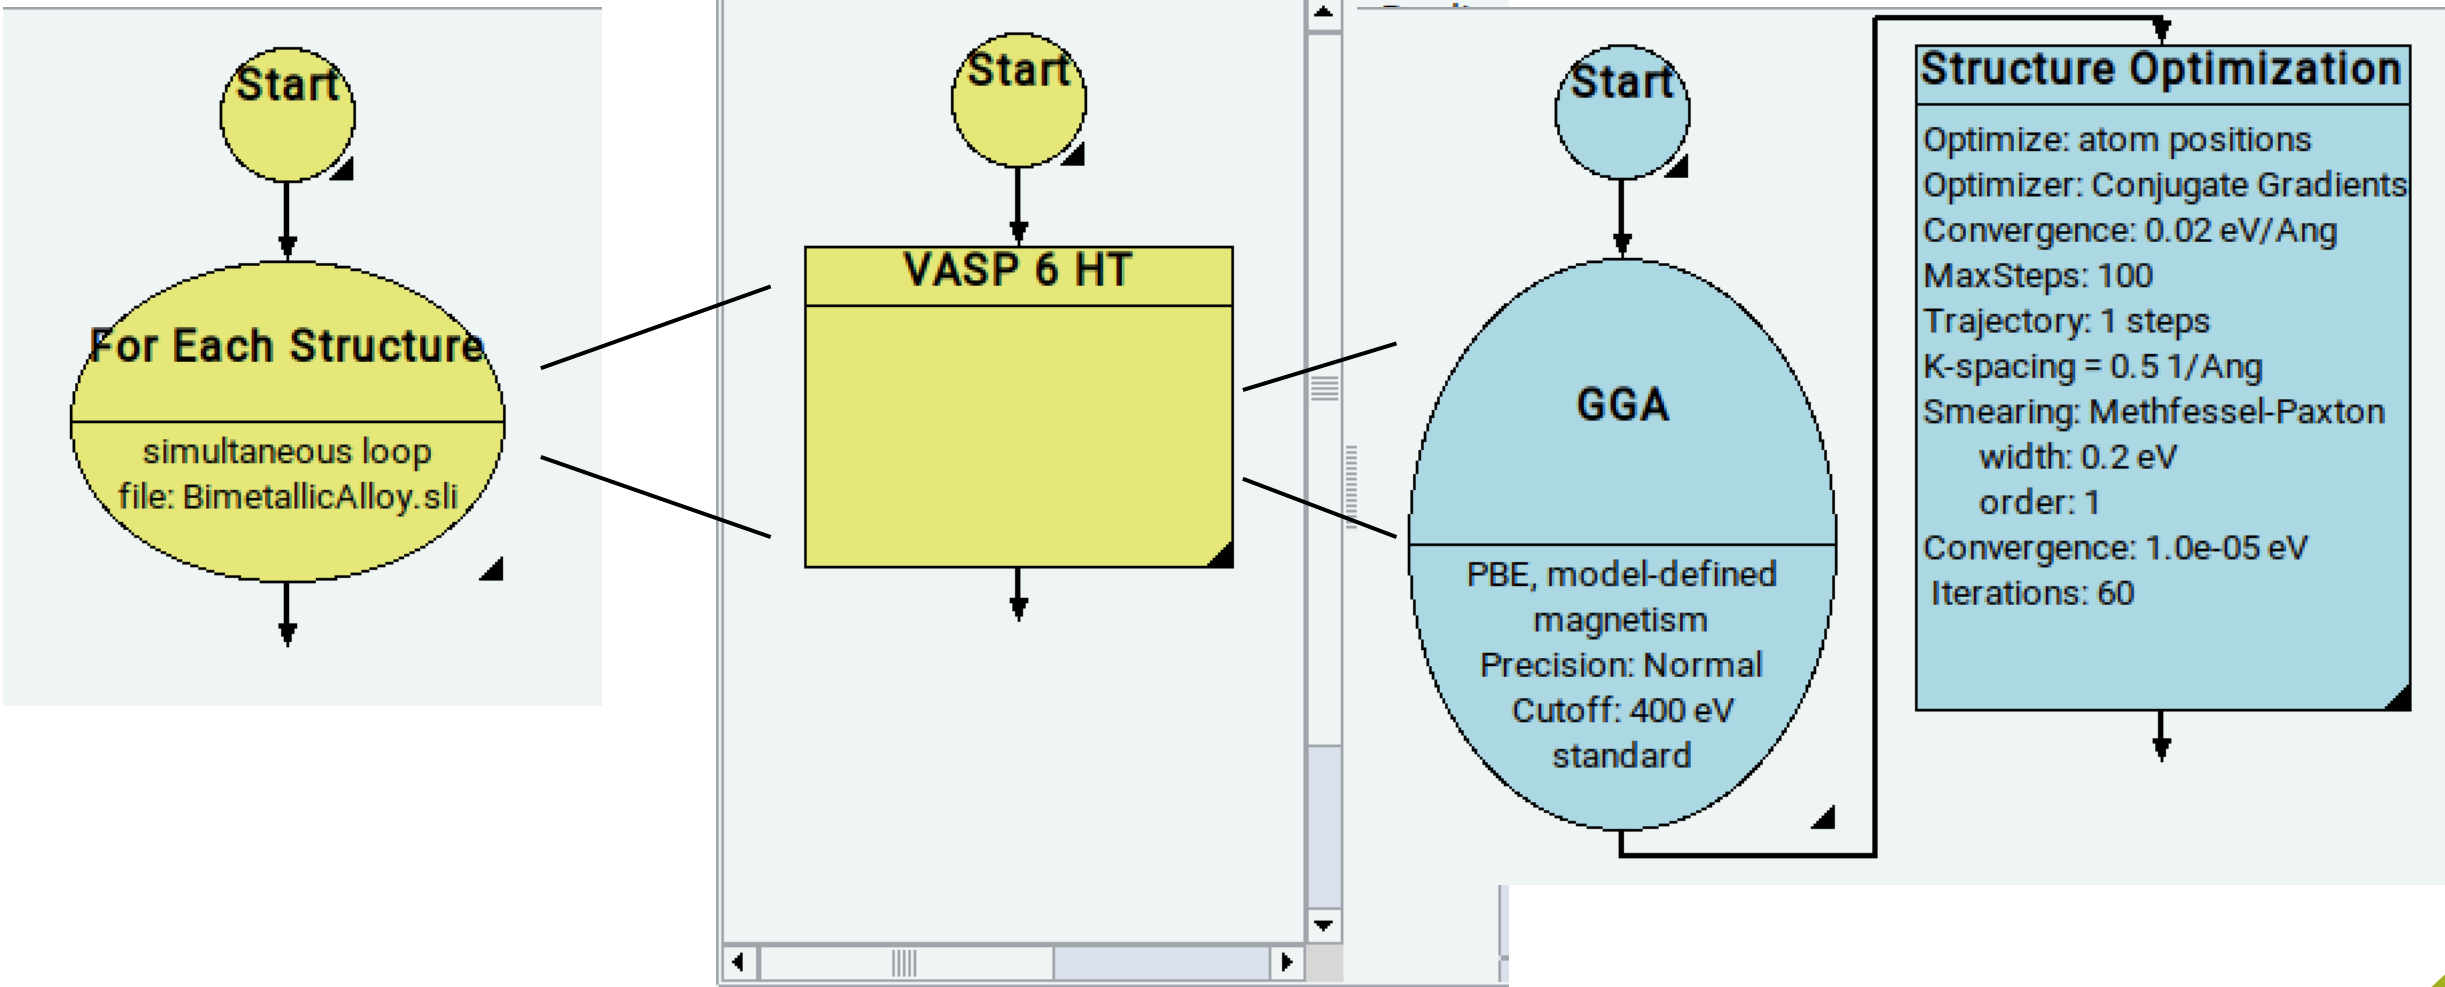 Start
For Each Structure
simultaneous loop
file: BimetallicAlloy.sli
Start
VASP 6 HT
Start
GGA
PBE, model-defined
magnetism
Precision: Normal
Cutoff: 400 eV
standard
Structure Optimization
Optimize: atom positions
Optimizer: Conjugate Gradients
Convergence: 0.02 eV/Ang
MaxSteps: 100
Trajectory: 1 steps
K-spacing = 0.5 1/Ang
Smearing: Methfessel-Paxton
width: 0.2 eV
order: 1
Convergence: 1.0e-05 eV
Iterations: 60